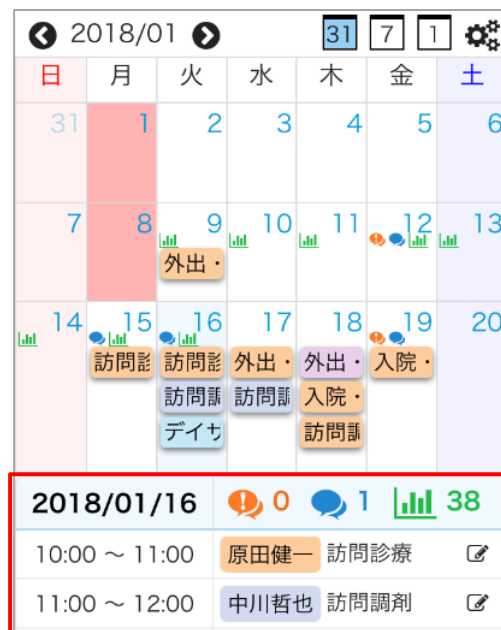 2018/01 31 7 1
日 月 火 水 木 金 土
31 1 2 3 4 5 6
7 8 9 10 11 12 13
外出・
14 15 16 17 18 19 20
訪問診 訪問診 外出・ 外出・ 入院・
訪問調 訪問調 入院・
デイサ 訪問調
2018/01/16 0 1 38
10:00 ～ 11:00 原田健一 訪問診療
11:00 ～ 12:00 中川哲也 訪問調剤